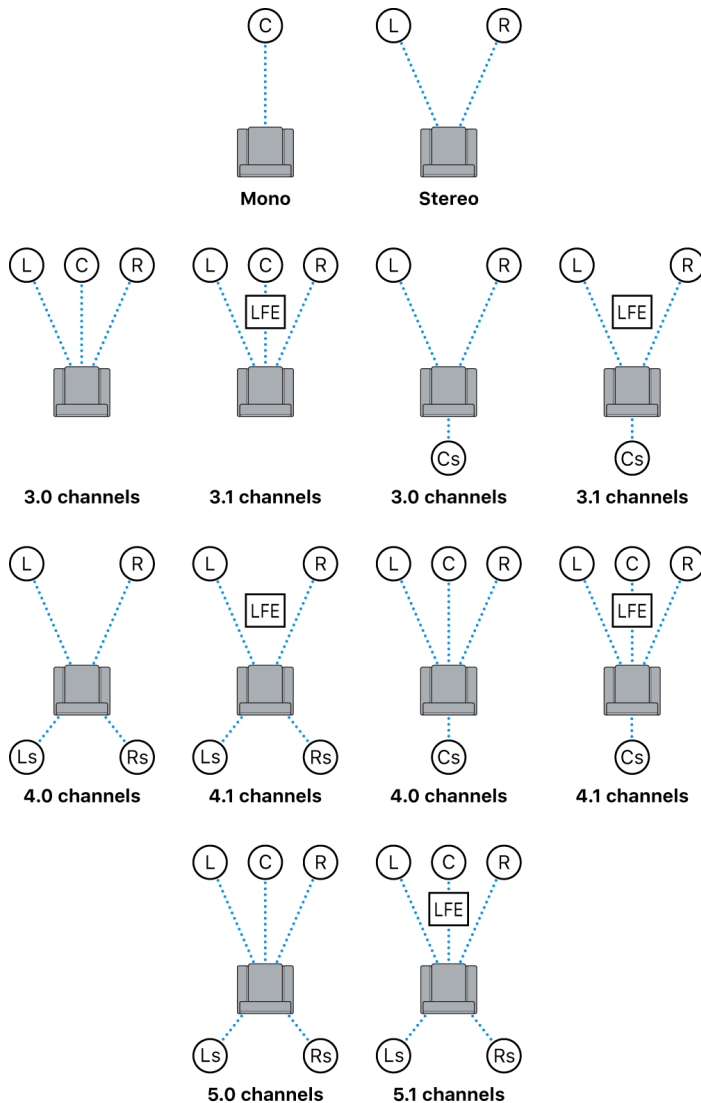 C L R
Mono Stereo
L C R L C R L R L R
LFE LFE
Cs Cs
3.0 channels 3.1 channels 3.0 channels 3.1 channels
L R L R L C R L C R
LFE LFE
Ls Rs Ls Rs Cs Cs
4.0 channels 4.1 channels 4.0 channels 4.1 channels
L C R L C R
LFE
Ls Rs Ls Rs
5.0 channels 5.1 channels